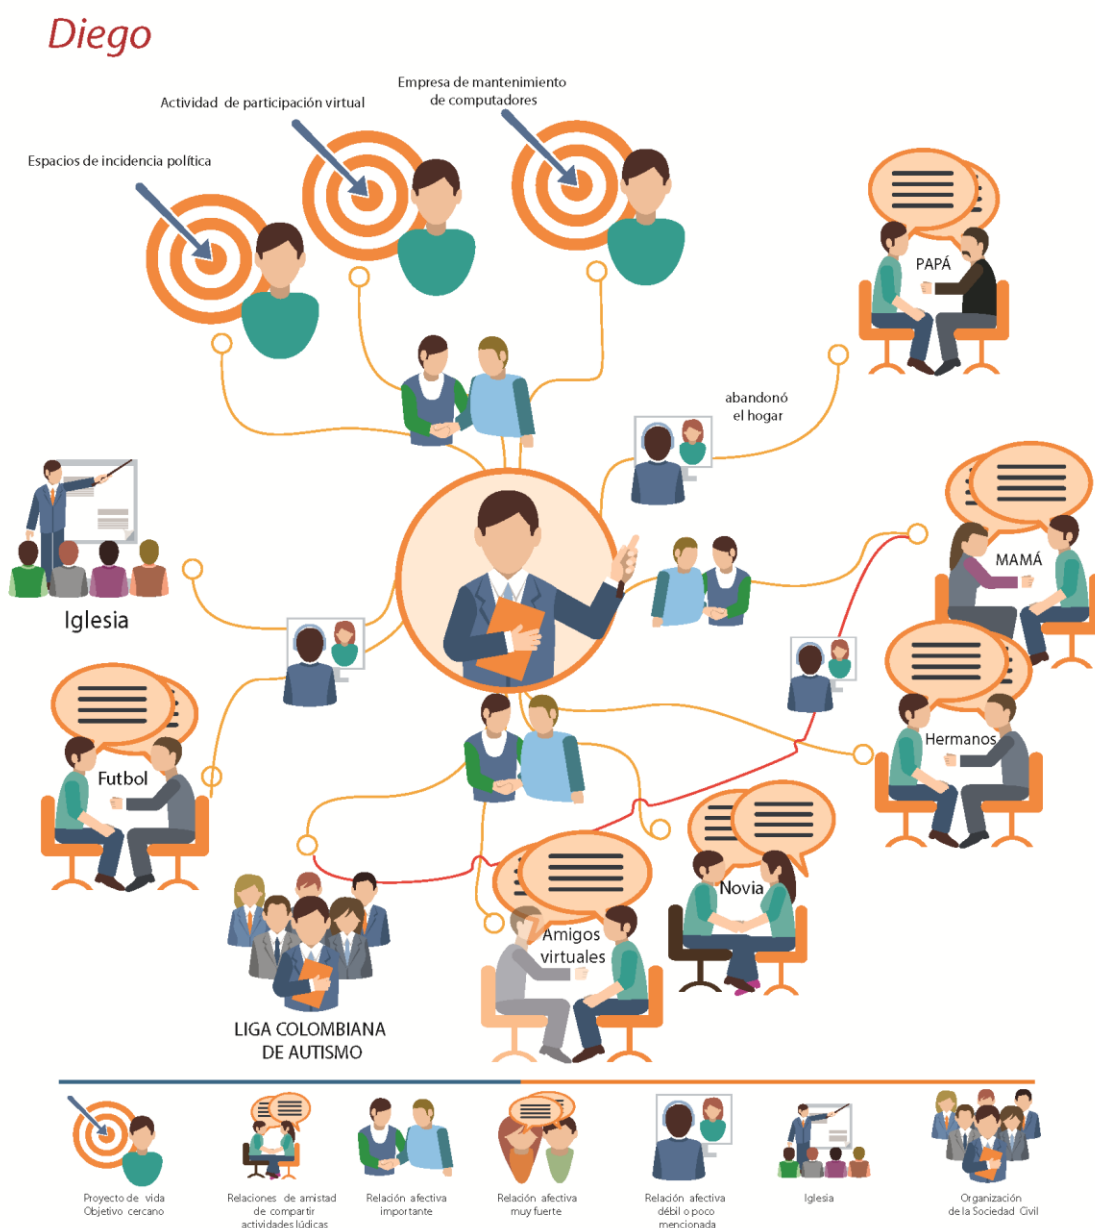 Diego
Empresa de mantenimiento
de computadores
Actividad de participación virtual
Espacios de incidencia política
PAPÁ
abandonó
el hogar
MAMÁ
Iglesia
Hermanos
Futbol
Novia
Amigos
virtuales
LIGA COLOMBIANA
DE AUTISMO
Proyecto de vida
Objetivo cercano
Relaciones de amistad
de compartir
actividades lúdicas
Relación afectiva
importante
Relación afectiva
muy fuerte
Relación afectiva
débil o poco
mencionada
Iglesia
Organización
de la Sociedad Civil